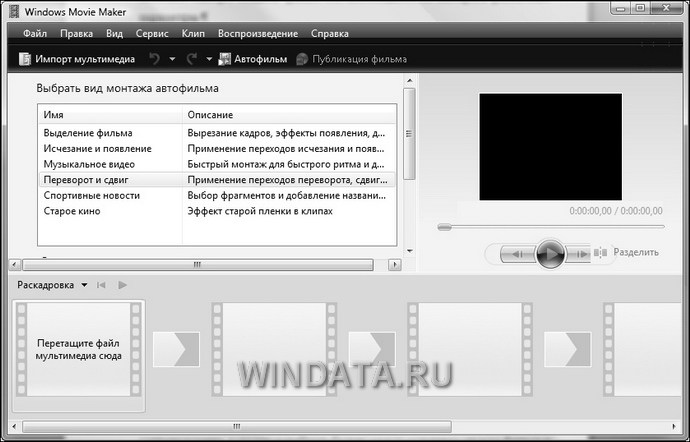 Windows Movie Maker
Файл Правка Вид Сервис Клип Воспроизведение Справка
Импорт мультимедиа Автофильм Публикация фильма
Выбрать вид монтажа автофильма
Имя Описание
Выделение фильма Вырезание кадров, эффекты появления, д...
Исчезание и появление Применение переходов исчезания и появ...
Музыкальное видео Быстрый монтаж для быстрого ритма и д...
Переворот и сдвиг Применение переходов переворота, сдвиг...
Спортивные новости Выбор фрагментов и добавление названи...
Старое кино Эффект старой пленки в клипах
0:00:00,00 / 0:00:00,00
Разделить
Раскадровка
Перетащите файл
мультимедиа сюда
WINDATA.RU